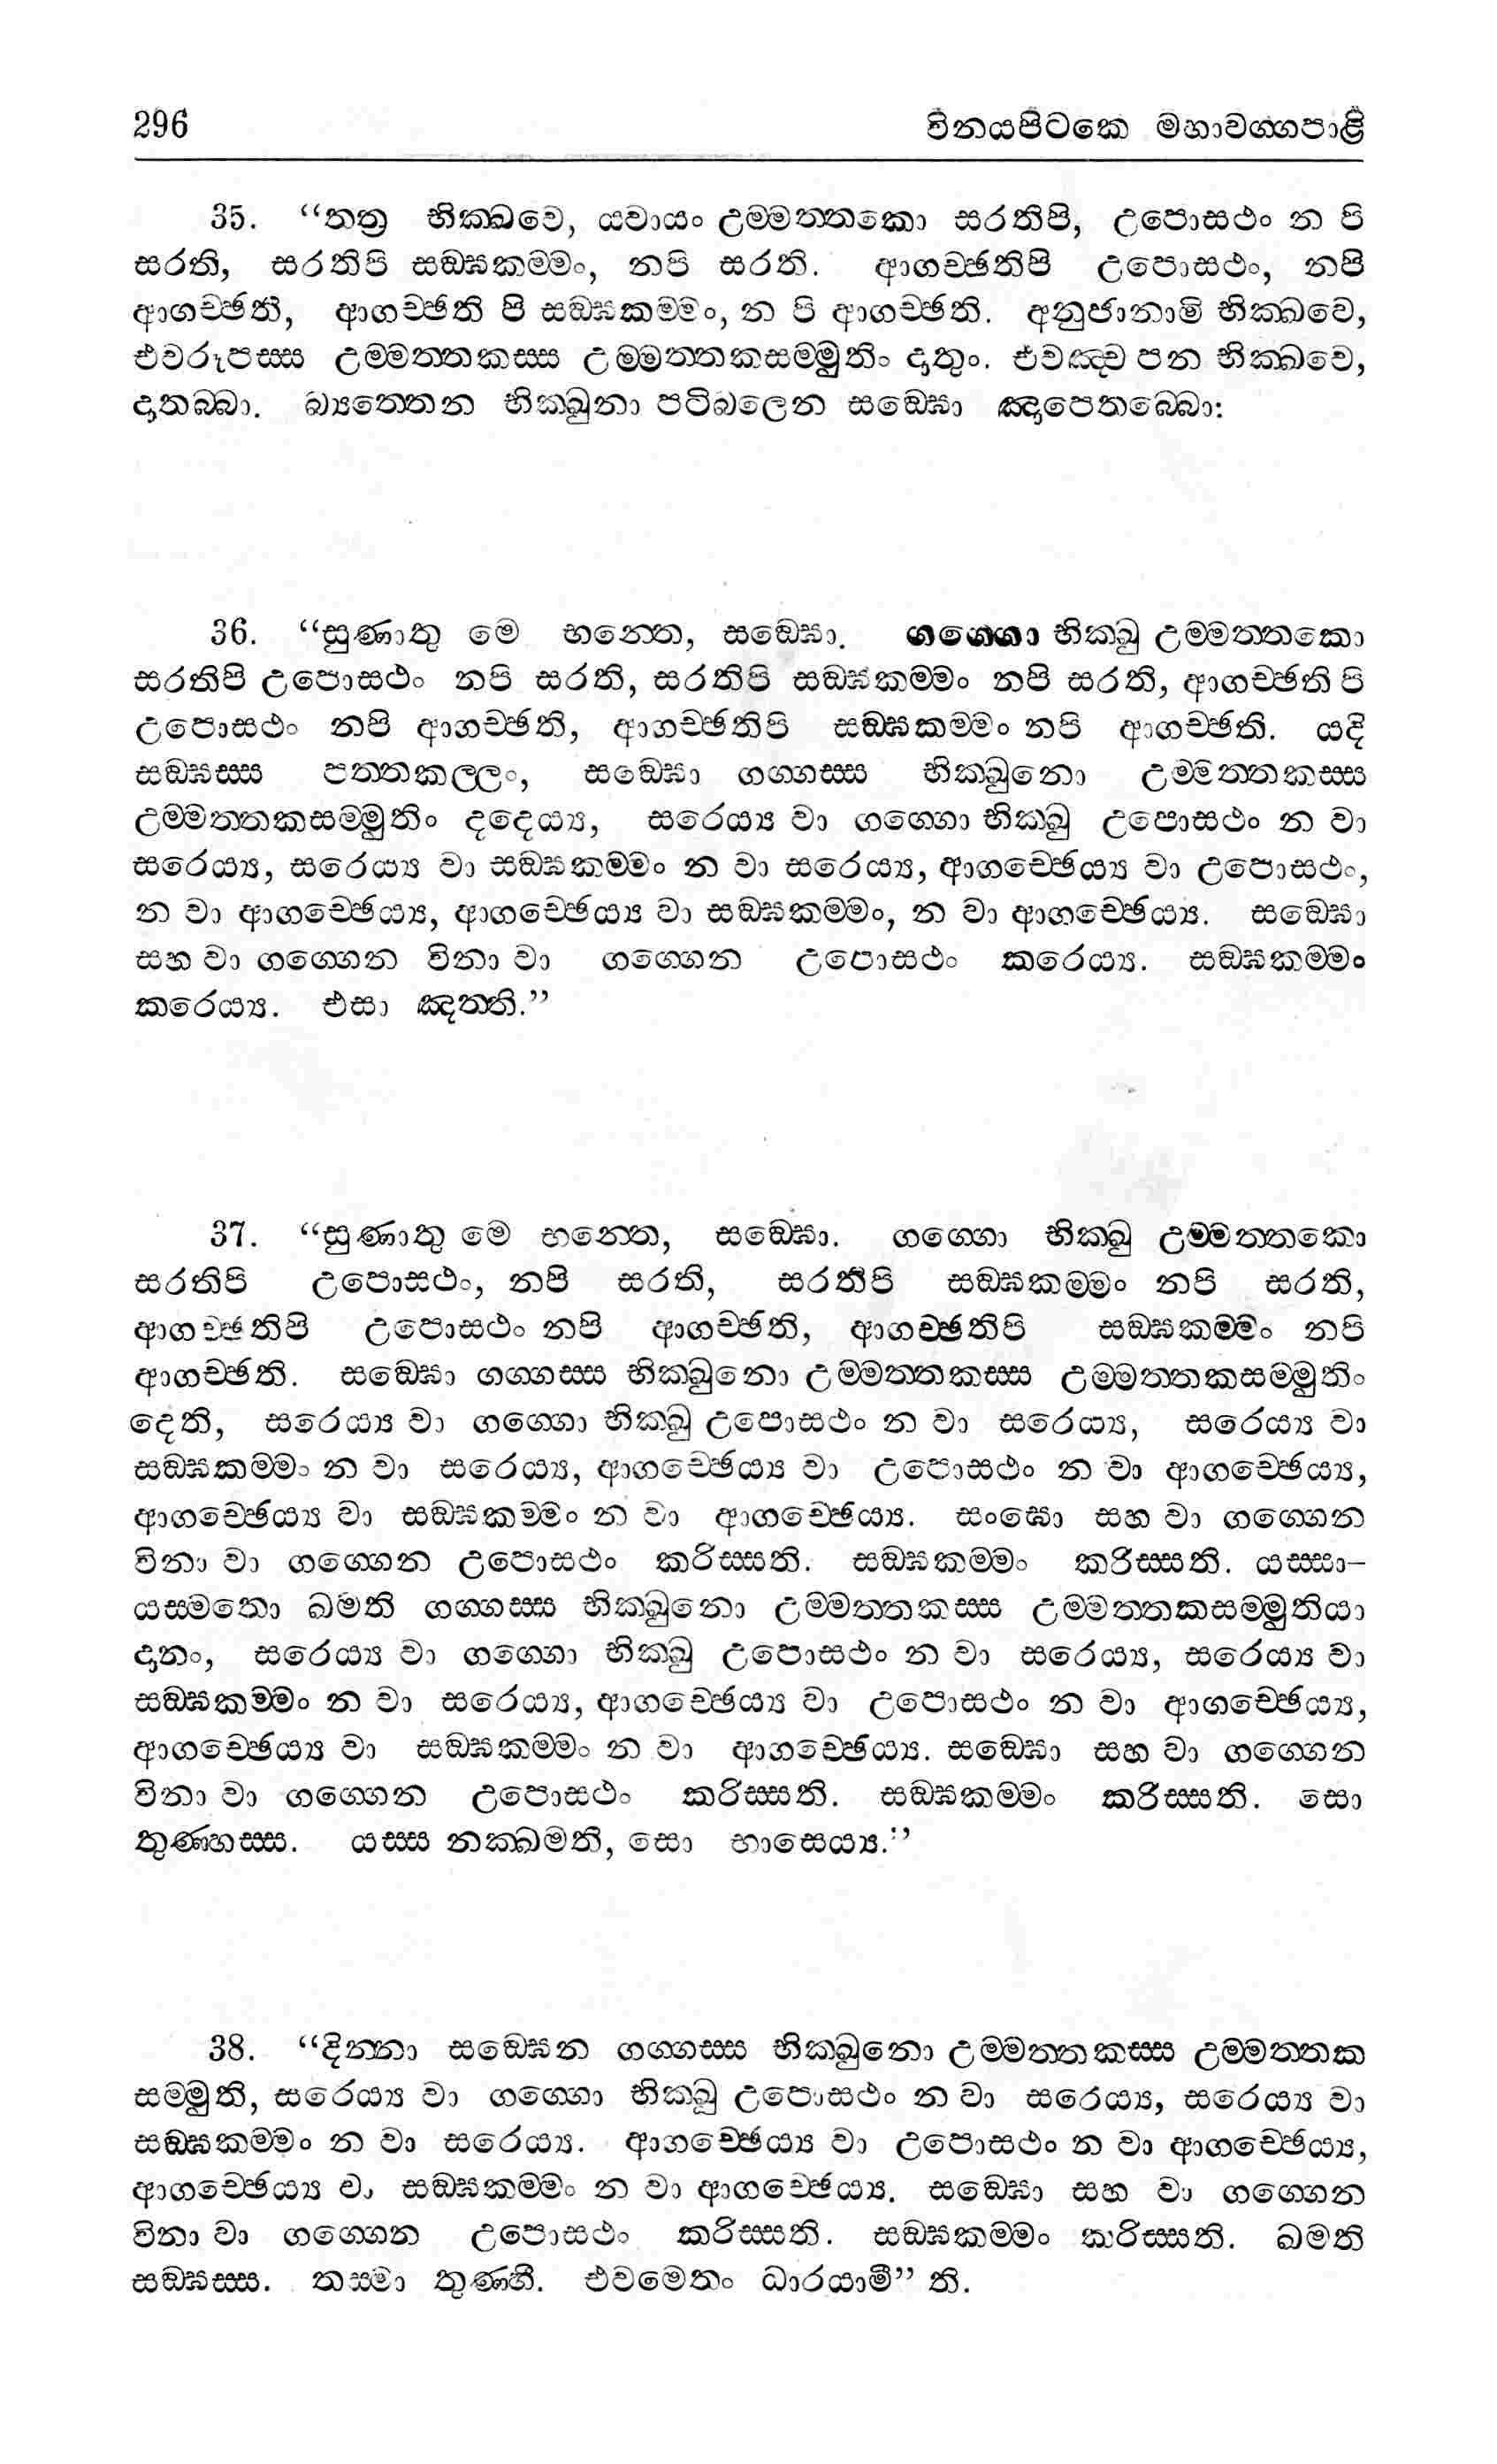 296 විනයපිටකෙ මහාවග්ගපාළි
35. “තත්‍ර භික්ඛවෙ, යවායං උම්මත්තකො සරතිපි, උපොසථං න පි
සරති, සරතිපි සඞ්ඝකම්මං, නපි සරති. ආගච්ඡතිපි උපොසථං, නපි
ආගච්ඡති, ආගච්ඡති පි සඞ්ඝකම්මං, න පි ආගච්ඡති. අනුජානාමි භික්ඛවෙ,
එවරූපස්ස උම්මත්තකස්ස උම්මත්තකසම්මුතිං දාතුං. එවඤ්ච පන භික්ඛවෙ,
දාතබ්බා. බ්‍යත්තෙන භික්ඛුනා පටිබලෙන සඞ්ඝො ඤාපෙතබ්බො:
36. “සුණාතු මෙ භන්තෙ, සඞ්ඝො. ගග්ගො භික්ඛු උම්මත්තකො
සරතිපි උපොසථං නපි සරති, සරතිපි සඞ්ඝකම්මං නපි සරති, ආගච්ඡති පි
උපොසථං නපි ආගච්ඡති, ආගච්ඡතිපි සඞ්ඝකම්මං නපි ආගච්ඡති. යදි
සඞ්ඝස්ස පත්තකල්ලං, සඞ්ඝො ගග්ගස්ස භික්ඛුනො උම්මත්තකස්ස
උම්මත්තකසම්මුතිං දදෙය්‍ය, සරෙය්‍ය වා ගග්ගො භික්ඛු උපොසථං න වා
සරෙය්‍ය, සරෙය්‍ය වා සඞ්ඝකම්මං න වා සරෙය්‍ය, ආගච්ඡෙය්‍ය වා උපොසථං,
න වා ආගච්ඡෙය්‍ය, ආගච්ඡෙය්‍ය වා සඞ්ඝකම්මං, න වා ආගච්ඡෙය්‍ය. සඞ්ඝො
සහ වා ගග්ගෙන විනා වා ගග්ගෙන උපොසථං කරෙය්‍ය. සඞ්ඝකම්මං
කරෙය්‍ය. එසා ඤත්ති.”
37. “සුණාතු මෙ භන්තෙ, සඞ්ඝො. ගග්ගො භික්ඛු උම්මත්තකො
සරතිපි උපොසථං, නපි සරති, සරතිපි සඞ්ඝකම්මං නපි සරති,
ආගච්ඡතිපි උපොසථං නපි ආගච්ඡති, ආගච්ඡතිපි සඞ්ඝකම්මං නපි
ආගච්ඡති. සඞ්ඝො ගග්ගස්ස භික්ඛුනො උම්මත්තකස්ස උම්මත්තකසම්මුතිං
දෙති, සරෙය්‍ය වා ගග්ගො භික්ඛු උපොසථං න වා සරෙය්‍ය, සරෙය්‍ය වා
සඞ්ඝකම්මං න වා සරෙය්‍ය, ආගච්ඡෙය්‍ය වා උපොසථං න වා ආගච්ඡෙය්‍ය,
ආගච්ඡෙය්‍ය වා සඞ්ඝකම්මං න වා ආගච්ඡෙය්‍ය. සංඝො සහ වා ගග්ගෙන
විනා වා ගග්ගෙන උපොසථං කරිස්සති. සඞ්ඝකම්මං කරිස්සති. යස්සා–
යස්මතො ඛමති ගග්ගස්ස භික්ඛුනො උම්මත්තකස්ස උම්මත්තකසම්මුතියා
දානං, සරෙය්‍ය වා ගග්ගො භික්ඛු උපොසථං න වා සරෙය්‍ය, සරෙය්‍ය වා
සඞ්ඝකම්මං න වා සරෙය්‍ය, ආගච්ඡෙය්‍ය වා උපොසථං න වා ආගච්ඡෙය්‍ය,
ආගච්ඡෙය්‍ය වා සඞ්ඝකම්මං න වා ආගච්ඡෙය්‍ය. සඞ්ඝො සහ වා ගග්ගෙන
විනා වා ගග්ගෙන උපොසථං කරිස්සති. සඞ්ඝකම්මං කරිස්සති. සො
තුණ්හස්ස. යස්ස නක්ඛමති, සො භාසෙය්‍ය.”
38. “දින්නා සඞ්ඝෙන ගග්ගස්ස භික්ඛුනො උම්මත්තකස්ස උම්මත්තක
සම්මුති, සරෙය්‍ය වා ගග්ගො භික්ඛු උපොසථං න වා සරෙය්‍ය, සරෙය්‍ය වා
සඞ්ඝකම්මං න වා සරෙය්‍ය. ආගච්ඡෙය්‍ය වා උපොසථං න වා ආගච්ඡෙය්‍ය,
ආගච්ඡෙය්‍ය වා සඞ්ඝකම්මං න වා ආගච්ඡෙය්‍ය. සඞ්ඝො සහ වා ගග්ගෙන
විනා වා ගග්ගෙන උපොසථං කරිස්සති. සඞ්ඝකම්මං කරිස්සති. ඛමති
සඞ්ඝස්ස. තස්මා තුණ්හී. එවමෙතං ධාරයාමී” ති.